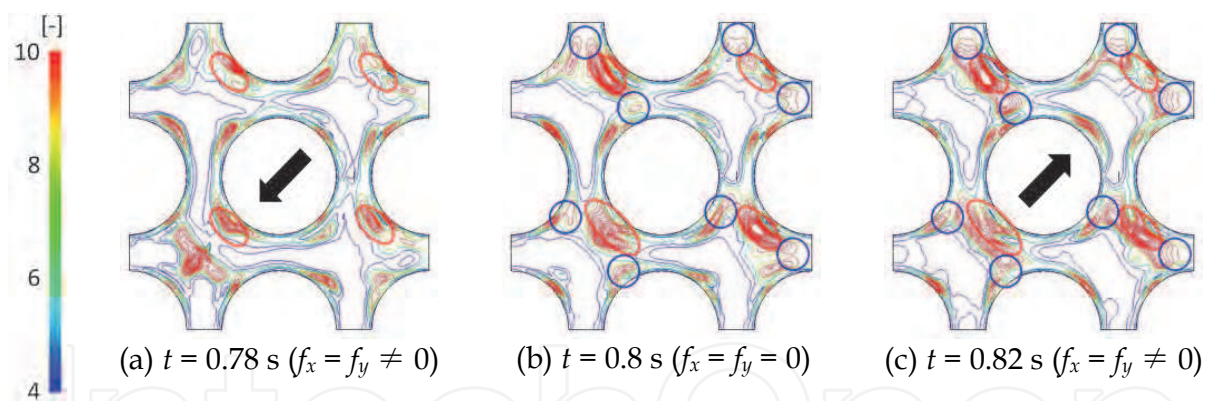 [-]
10
8
6
4
(a) t = 0.78 s (fx = fy ≠ 0)
(b) t = 0.8 s (fx = fy = 0)
(c) t = 0.82 s (fx = fy ≠ 0)